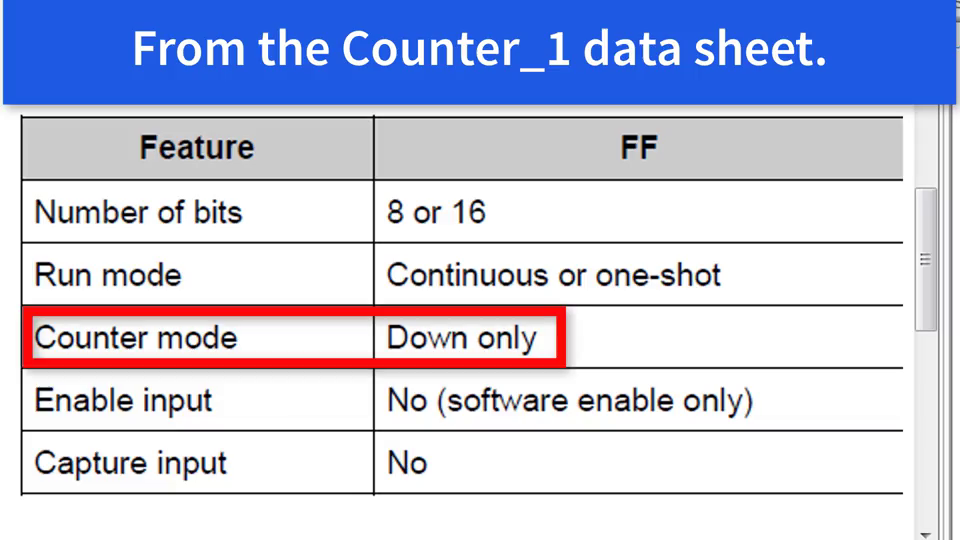 From the Counter_1 data sheet.
Feature FF
Number of bits 8 or 16
Run mode Continuous or one-shot
Counter mode Down only
Enable input No (software enable only)
Capture input No